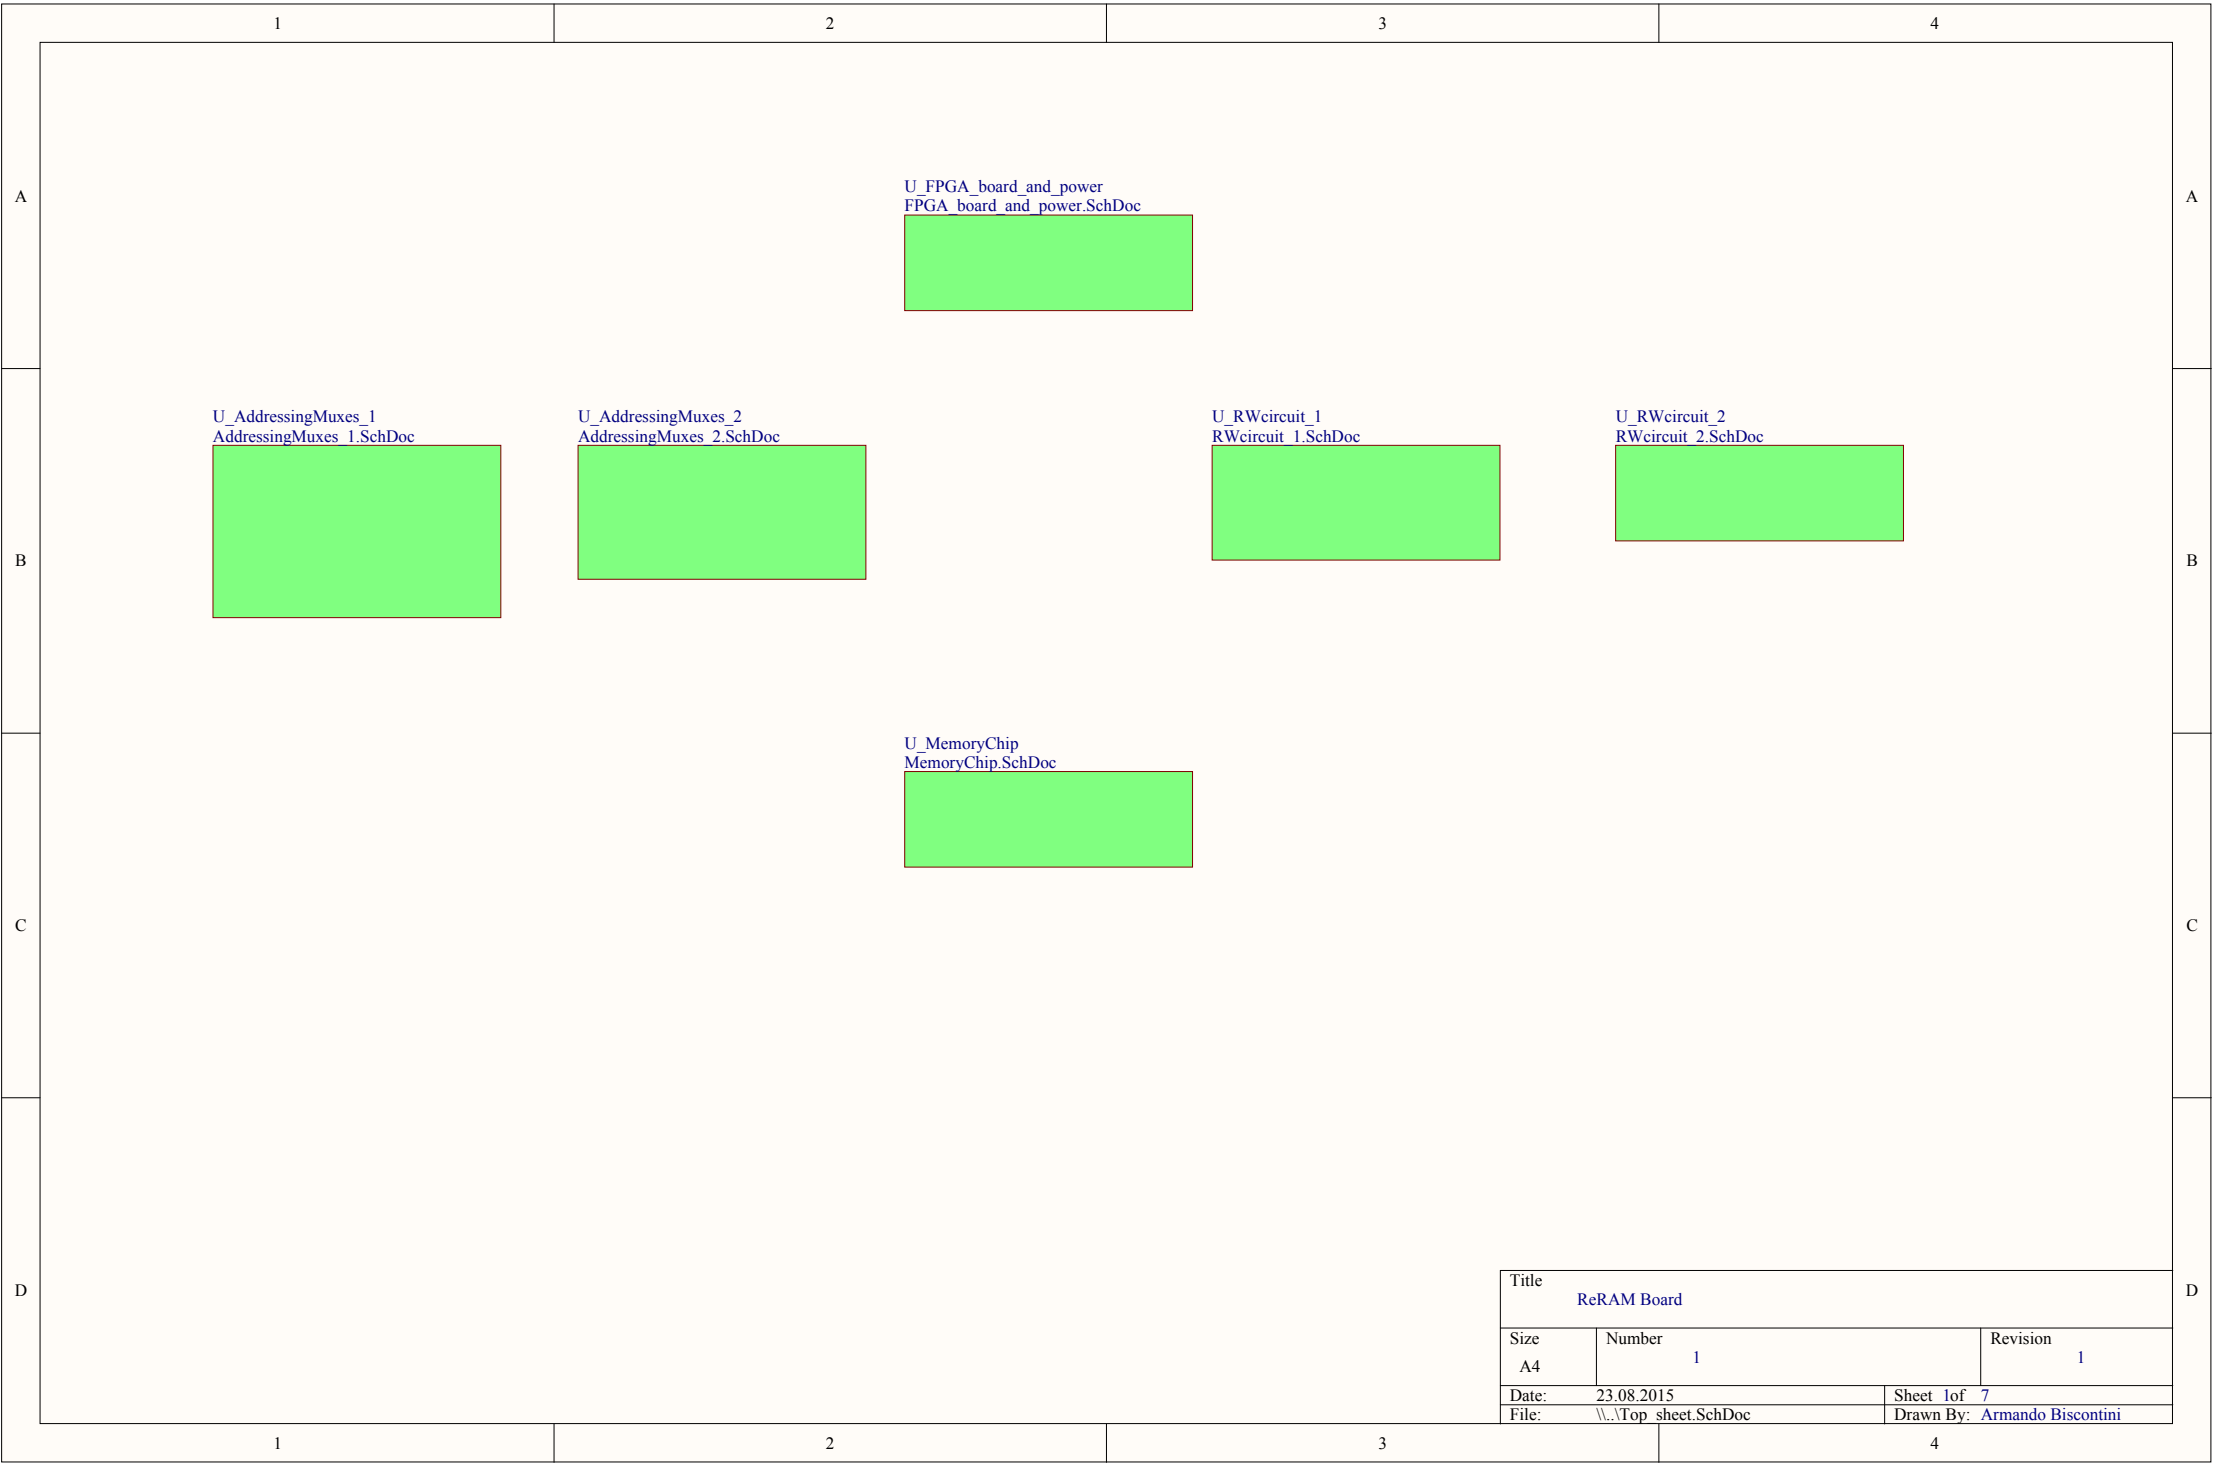 1 2 3 4
A A
U_FPGA_board_and_power
FPGA_board_and_power.SchDoc
U_AddressingMuxes_1 U_AddressingMuxes_2 U_RWcircuit_1 U_RWcircuit_2
AddressingMuxes_1.SchDoc AddressingMuxes_2.SchDoc RWcircuit_1.SchDoc RWcircuit_2.SchDoc
B B
U_MemoryChip
MemoryChip.SchDoc
C C
D D
Title
ReRAM Board
Size Number Revision
A4 1 1
Date: 23.08.2015 Sheet 1of 7
File: \\..\Top_sheet.SchDoc Drawn By: Armando Biscontini
1 2 3 4